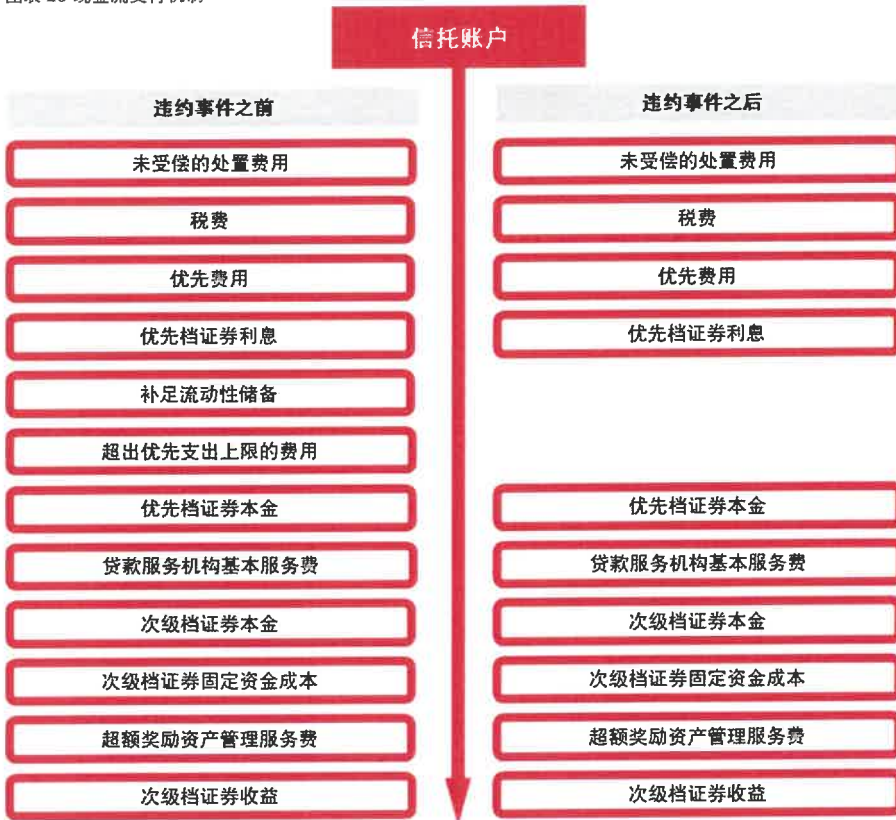 信托账户
违约事件之前
未受偿的处置费用
税费
优先费用
优先档证券利息
补足流动性储备
超出优先支出上限的费用
优先档证券本金
贷款服务机构基本服务费
次级档证券本金
次级档证券固定资金成本
超额奖励资产管理服务费
次级档证券收益
违约事件之后
未受偿的处置费用
税费
优先费用
优先档证券利息
优先档证券本金
贷款服务机构基本服务费
次级档证券本金
次级档证券固定资金成本
超额奖励资产管理服务费
次级档证券收益